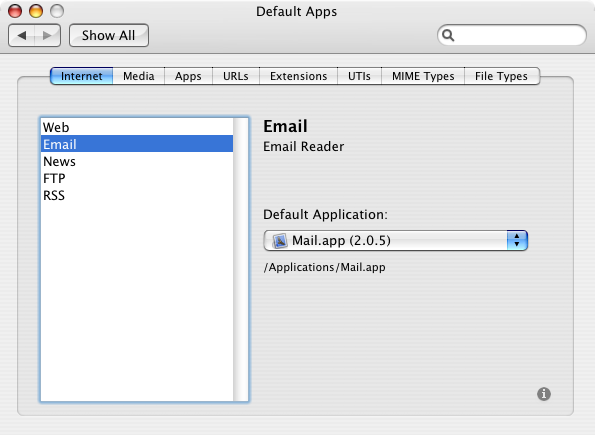 Default Apps
Show All
Internet Media Apps URLs Extensions UTIs MIME Types File Types
Web
Email
News
FTP
RSS
Email
Email Reader
Default Application:
Mail.app (2.0.5)
/Applications/Mail.app